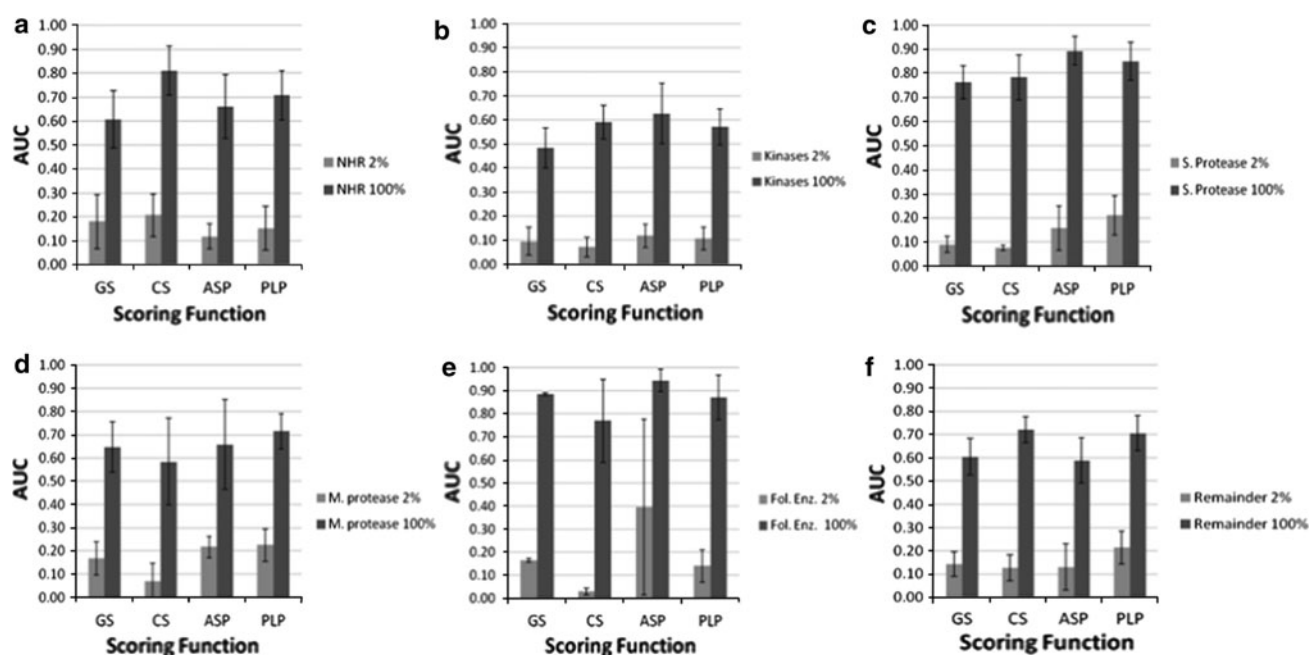 a
1.00
0.90
0.80
0.70
0.60
0.50
0.40
0.30
0.20
0.10
0.00
AUC
GS CS ASP PLP
Scoring Function
NHR 2%
NHR 100%
b
1.00
0.90
0.80
0.70
0.60
0.50
0.40
0.30
0.20
0.10
0.00
AUC
GS CS ASP PLP
Scoring Function
Kinases 2%
Kinases 100%
c
1.00
0.90
0.80
0.70
0.60
0.50
0.40
0.30
0.20
0.10
0.00
AUC
GS CS ASP PLP
Scoring Function
S. Protease 2%
S. Protease 100%
d
1.00
0.90
0.80
0.70
0.60
0.50
0.40
0.30
0.20
0.10
0.00
AUC
GS CS ASP PLP
Scoring Function
M. protease 2%
M. protease 100%
e
1.00
0.90
0.80
0.70
0.60
0.50
0.40
0.30
0.20
0.10
0.00
AUC
GS CS ASP PLP
Scoring Function
Fol. Enz. 2%
Fol. Enz. 100%
f
1.00
0.90
0.80
0.70
0.60
0.50
0.40
0.30
0.20
0.10
0.00
AUC
GS CS ASP PLP
Scoring Function
Remainder 2%
Remainder 100%